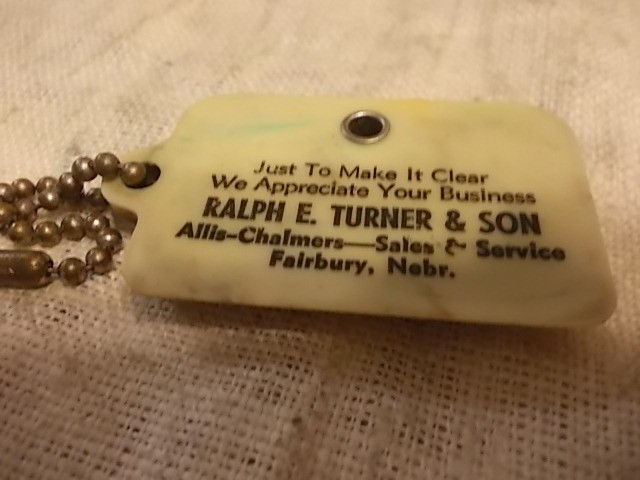 Just To Make It Clear
We Appreciate Your Business
RALPH E. TURNER & SON
Allis-Chalmers—Sales & Service
Fairbury, Nebr.